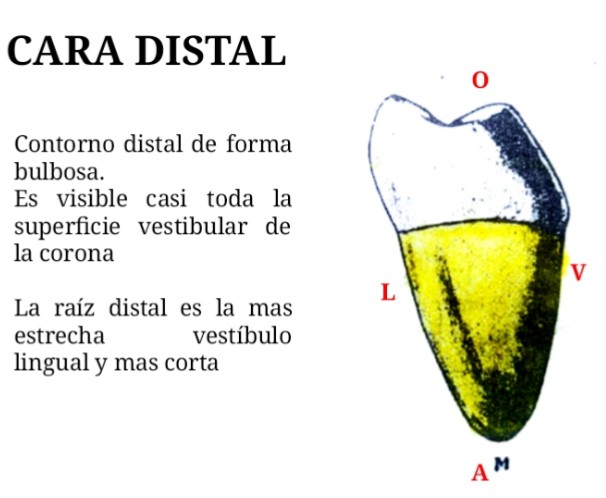 CARA DISTAL
O
Contorno distal de forma
bulbosa.
Es visible casi toda la
superficie vestibular de
la corona
V
L
La raíz distal es la mas
estrecha vestíbulo
lingual y mas corta
A M